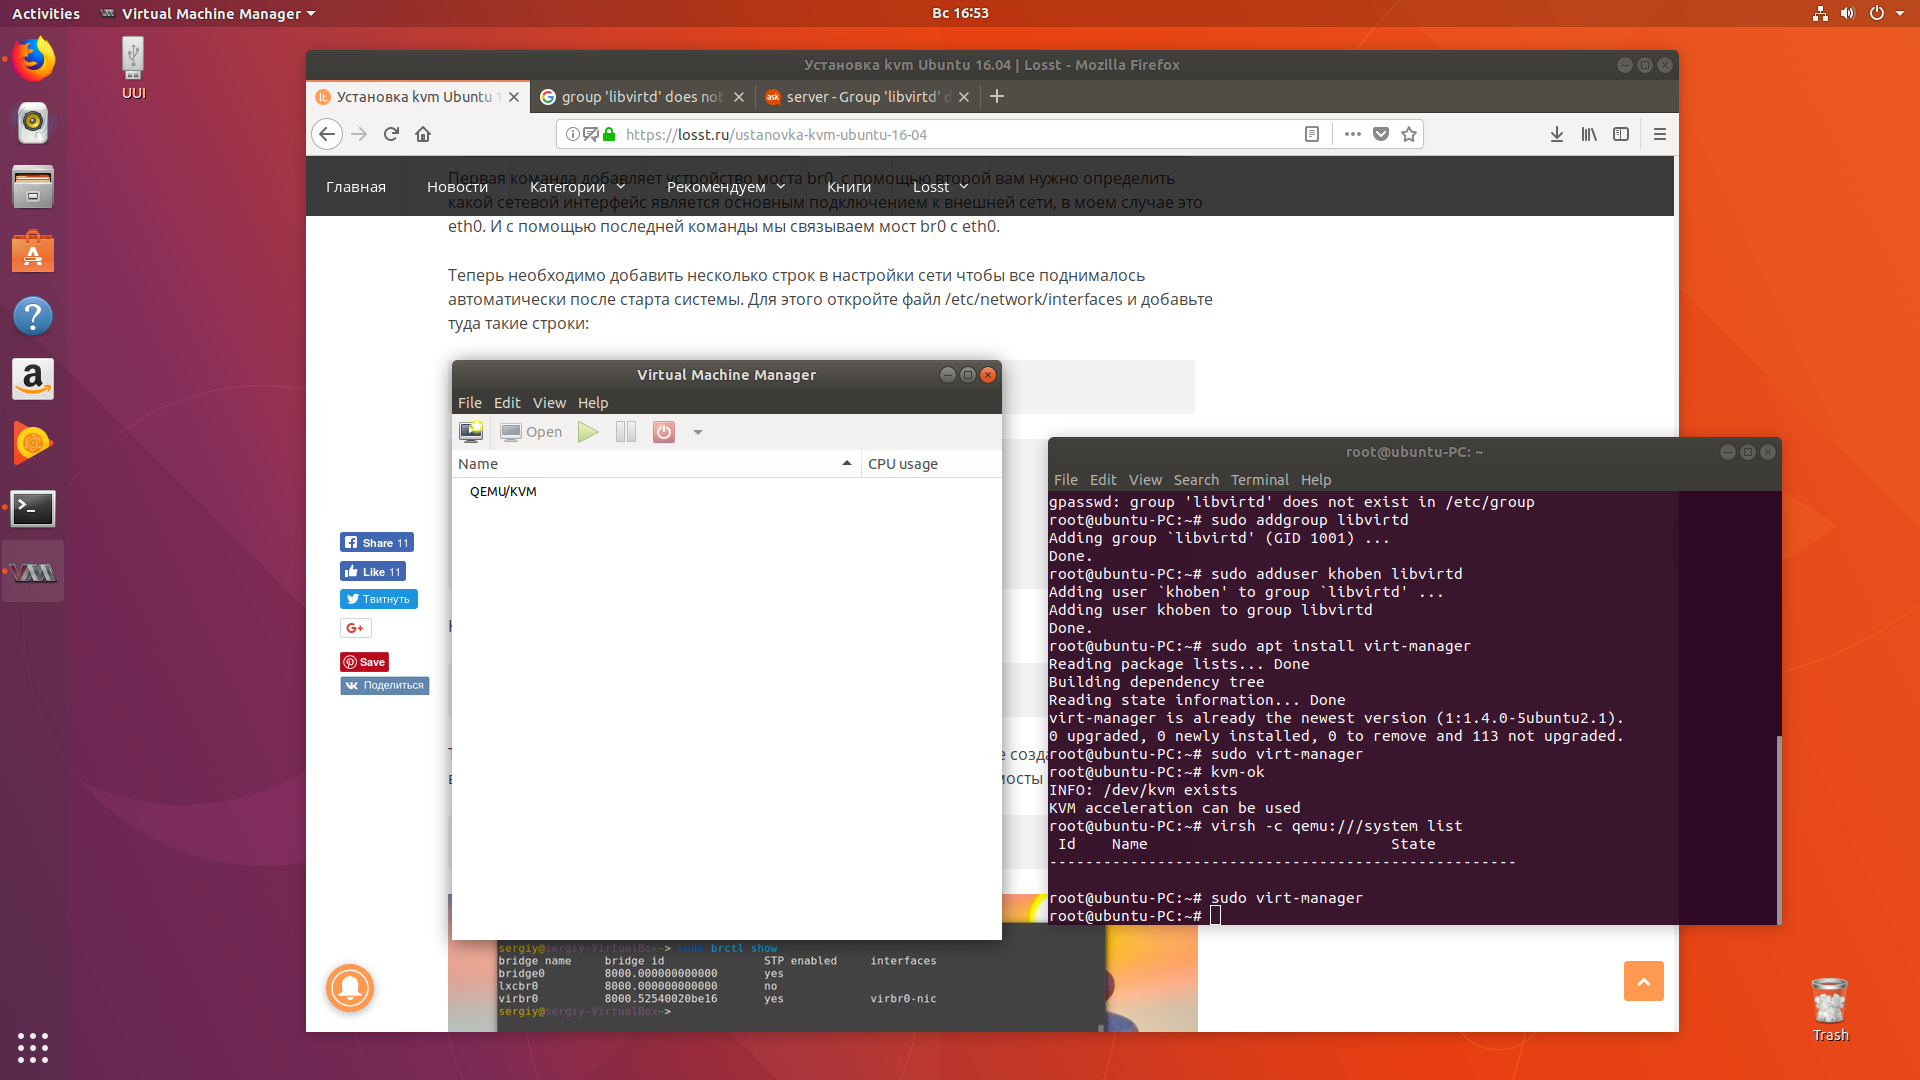 Activities
Virtual Machine Manager
Вс 16:53
UUI
Установка kvm Ubuntu 16.04 | Losst - Mozilla Firefox
Установка kvm Ubuntu 1
group 'libvirtd' does not
server - Group 'libvirtd' d
https://losst.ru/ustanovka-kvm-ubuntu-16-04
Главная
Новости
Категории
Рекомендуем
Книги
Losst
Первая команда добавляет устройство моста br0, с помощью второй вам нужно определить
какой сетевой интерфейс является основным подключением к внешней сети, в моем случае это
eth0. И с помощью последней команды мы связываем мост br0 с eth0.
Теперь необходимо добавить несколько строк в настройки сети чтобы все поднималось
автоматически после старта системы. Для этого откройте файл /etc/network/interfaces и добавьте
туда такие строки:
Virtual Machine Manager
File Edit View Help
Open
Name
CPU usage
QEMU/KVM
Share 11
Like 11
Твитнуть
G+
Save
Поделиться
root@ubuntu-PC: ~
File Edit View Search Terminal Help
gpasswd: group 'libvirtd' does not exist in /etc/group
root@ubuntu-PC:~# sudo addgroup libvirtd
Adding group `libvirtd' (GID 1001) ...
Done.
root@ubuntu-PC:~# sudo adduser khoben libvirtd
Adding user `khoben' to group `libvirtd' ...
Adding user khoben to group libvirtd
Done.
root@ubuntu-PC:~# sudo apt install virt-manager
Reading package lists... Done
Building dependency tree
Reading state information... Done
virt-manager is already the newest version (1:1.4.0-5ubuntu2.1).
0 upgraded, 0 newly installed, 0 to remove and 113 not upgraded.
root@ubuntu-PC:~# sudo virt-manager
root@ubuntu-PC:~# kvm-ok
INFO: /dev/kvm exists
KVM acceleration can be used
root@ubuntu-PC:~# virsh -c qemu:///system list
Id Name State
----------------------------------------------------
root@ubuntu-PC:~# sudo virt-manager
root@ubuntu-PC:~#
sergiy@sergiy-VirtualBox~> sudo brctl show
bridge name bridge id STP enabled interfaces
bridge0 8000.000000000000 yes
lxcbr0 8000.000000000000 no
virbr0 8000.52540020be16 yes virbr0-nic
sergiy@sergiy-VirtualBox~>
Trash